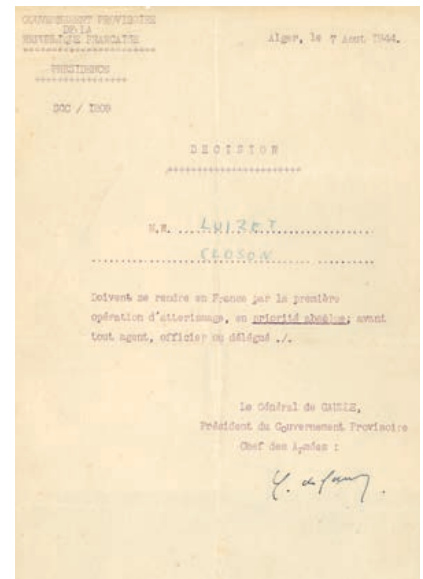 GOUVERNEMENT PROVISOIRE
DE LA
REPUBLIQUE FRANCAISE
PRESIDENCE
SCC / 1209
Alger, le 7 Aout 1944.
DECISION
M.M. LUIZET
CLOSON
Doivent se rendre en France par la première
opération d'atterissage, en priorité absolue; avant
tout agent, officier ou délégué ./.
Le Général de GAULLE,
Président du Gouvernement Provisoire
Chef des Armées :